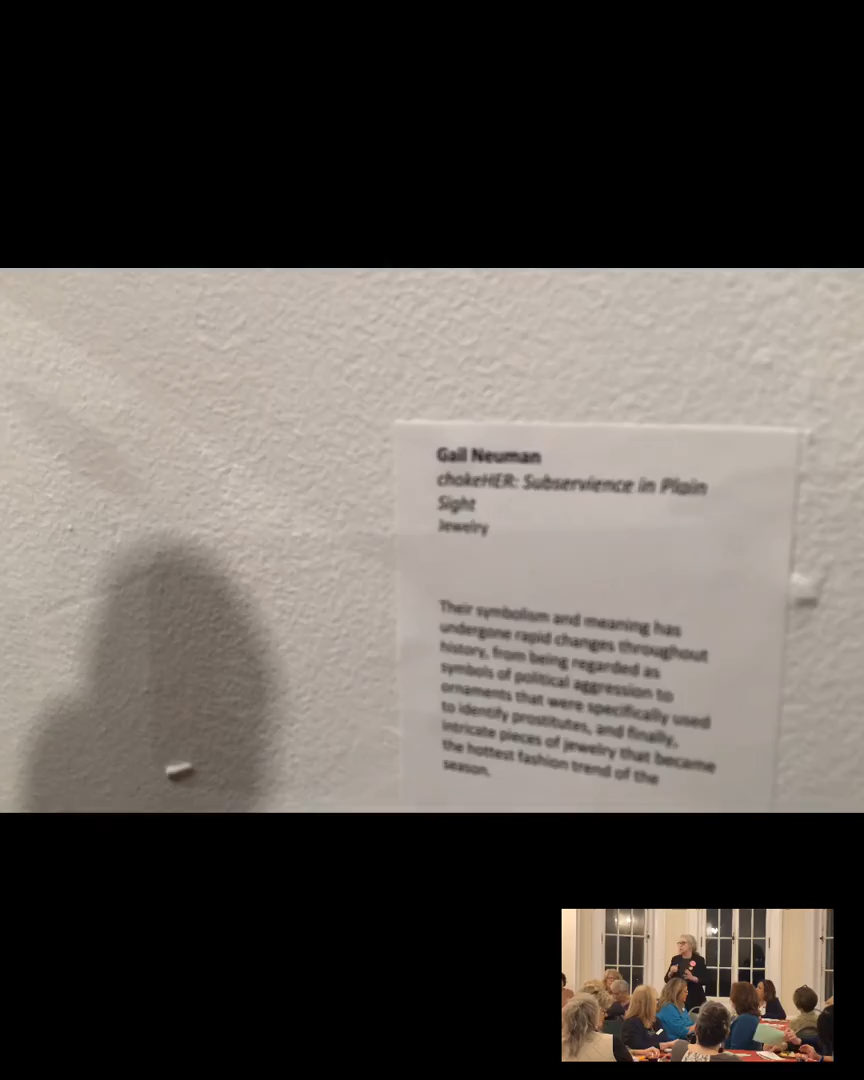 Gail Neuman
chokeHER: Subservience in Plain
Sight
Jewelry
Their symbolism and meaning has
undergone rapid changes throughout
history, from being regarded as
symbols of political aggression to
ornaments that were specifically used
to identify prostitutes, and finally,
intricate pieces of jewelry that became
the hottest fashion trend of the
season.